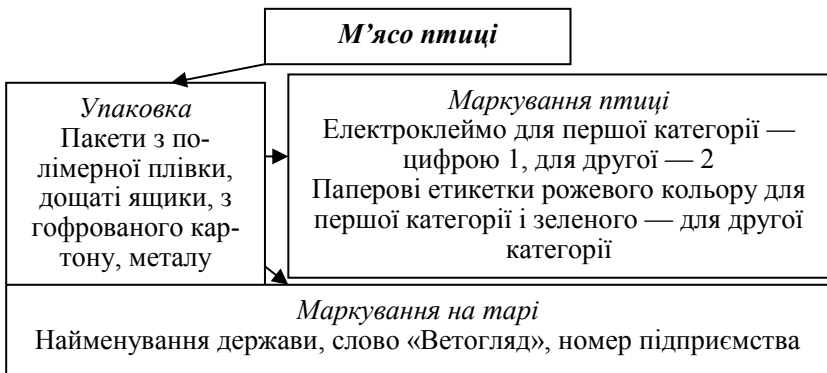 М’ясо птиці
Упаковка
Пакети з по-
лімерної плівки,
дощаті ящики, з
гофрованого кар-
тону, металу
Маркування птиці
Електроклеймо для першої категорії —
цифрою 1, для другої — 2
Паперові етикетки рожевого кольору для
першої категорії і зеленого — для другої
категорії
Маркування на тарі
Найменування держави, слово «Ветогляд», номер підприємства